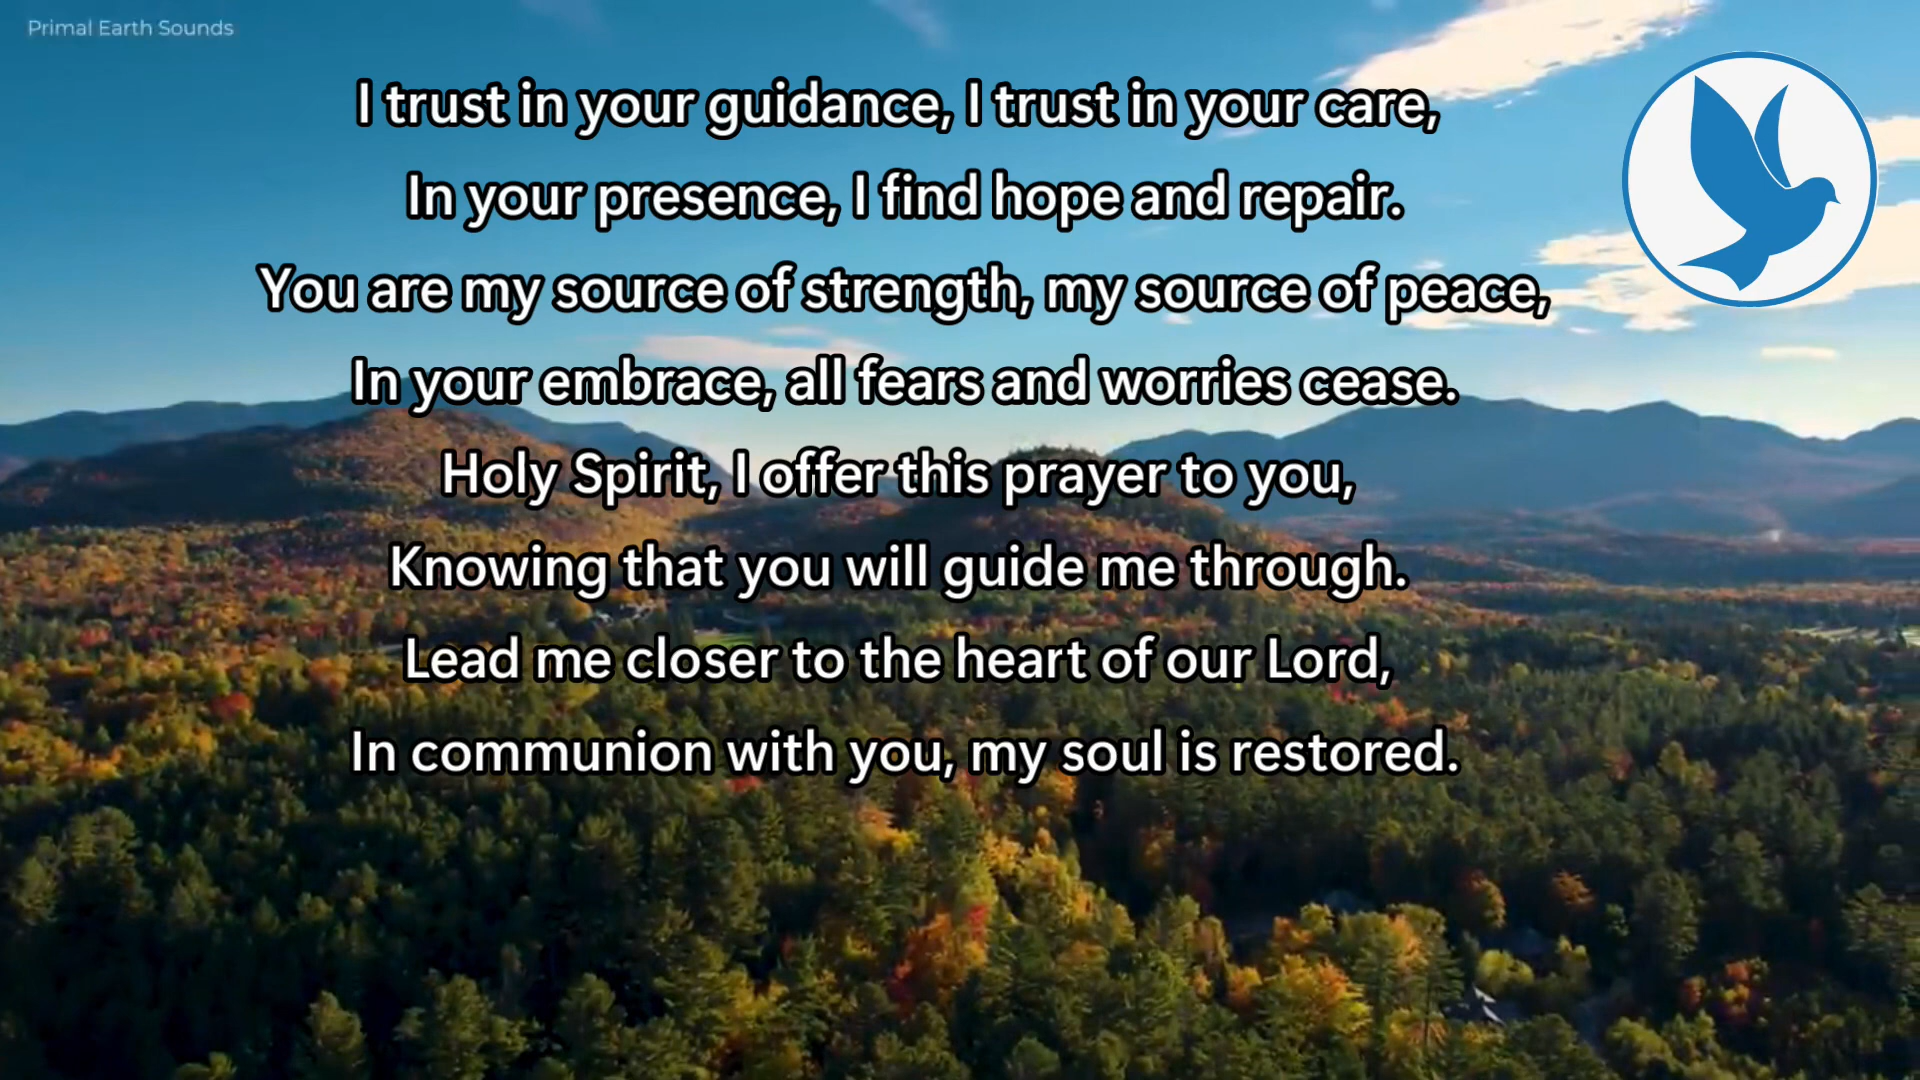 Primal Earth Sounds
I trust in your guidance, I trust in your care,
In your presence, I find hope and repair.
You are my source of strength, my source of peace,
In your embrace, all fears and worries cease.
Holy Spirit, I offer this prayer to you,
Knowing that you will guide me through.
Lead me closer to the heart of our Lord,
In communion with you, my soul is restored.